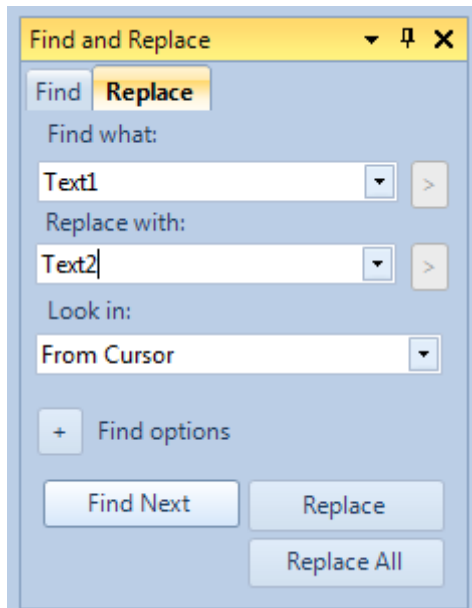 Find and Replace
Find Replace
Find what:
Text1
>
Replace with:
Text2
>
Look in:
From Cursor
+ Find options
Find Next Replace
Replace All